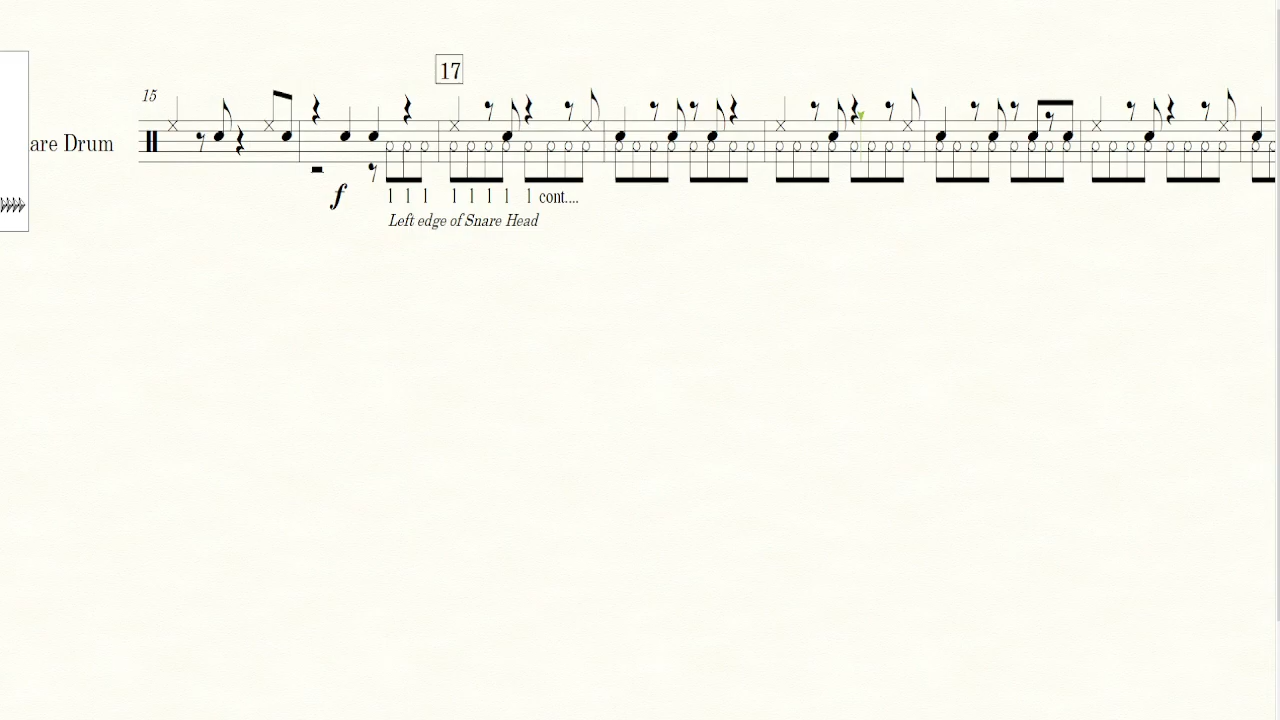 17
15
are Drum
f
l l l l l l l l cont....
Left edge of Snare Head